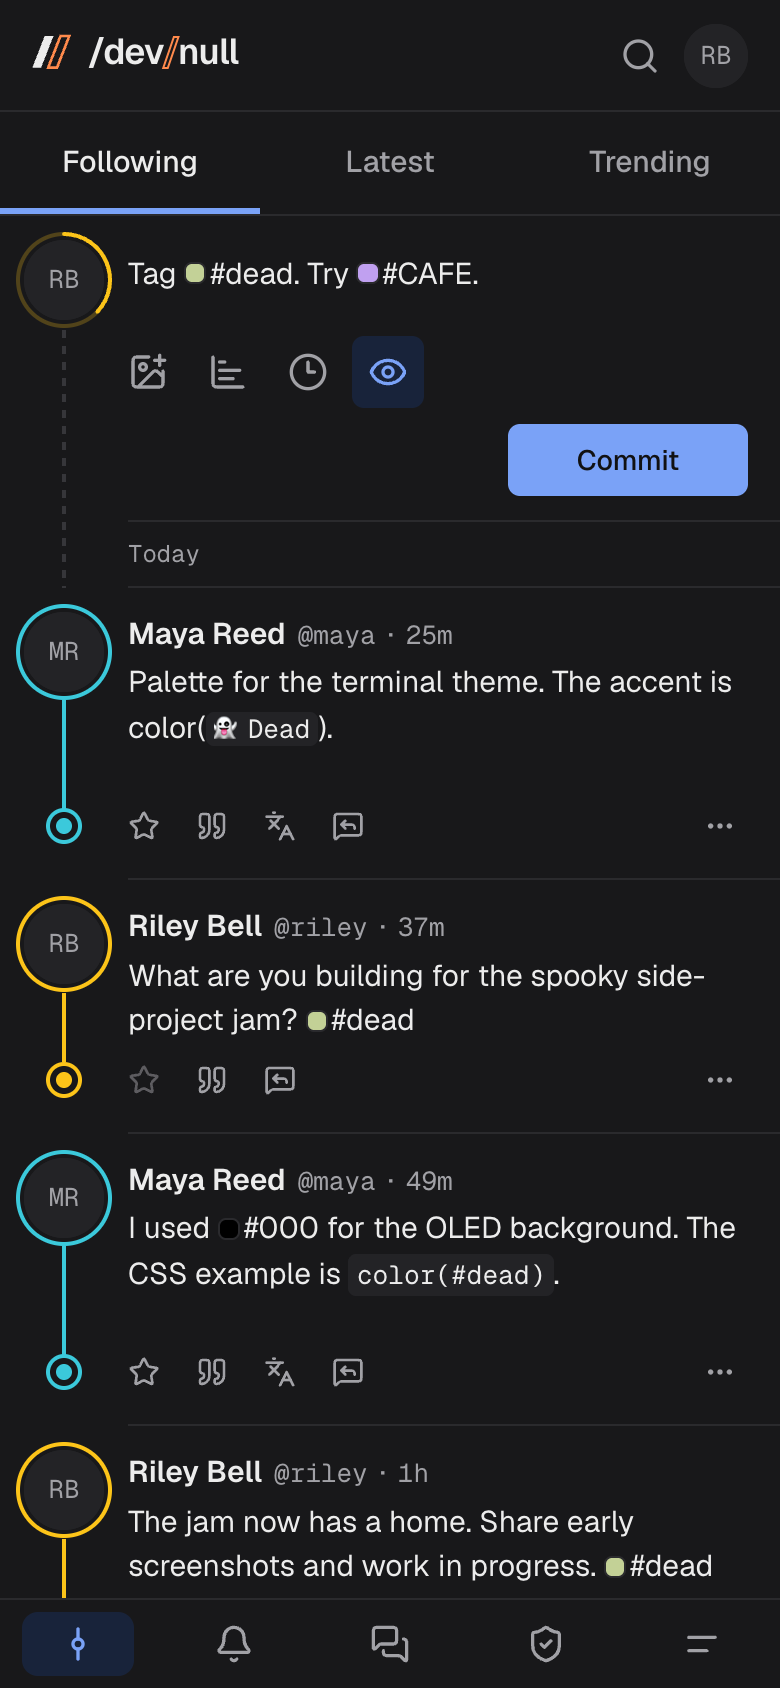 /dev//null
RB
Following
Latest
Trending
RB
Tag #dead. Try #CAFE.
Commit
Today
MR
Maya Reed @maya · 25m
Palette for the terminal theme. The accent is
color(👻 Dead).
RB
Riley Bell @riley · 37m
What are you building for the spooky side-
project jam? #dead
MR
Maya Reed @maya · 49m
I used #000 for the OLED background. The
CSS example is color(#dead).
RB
Riley Bell @riley · 1h
The jam now has a home. Share early
screenshots and work in progress. #dead